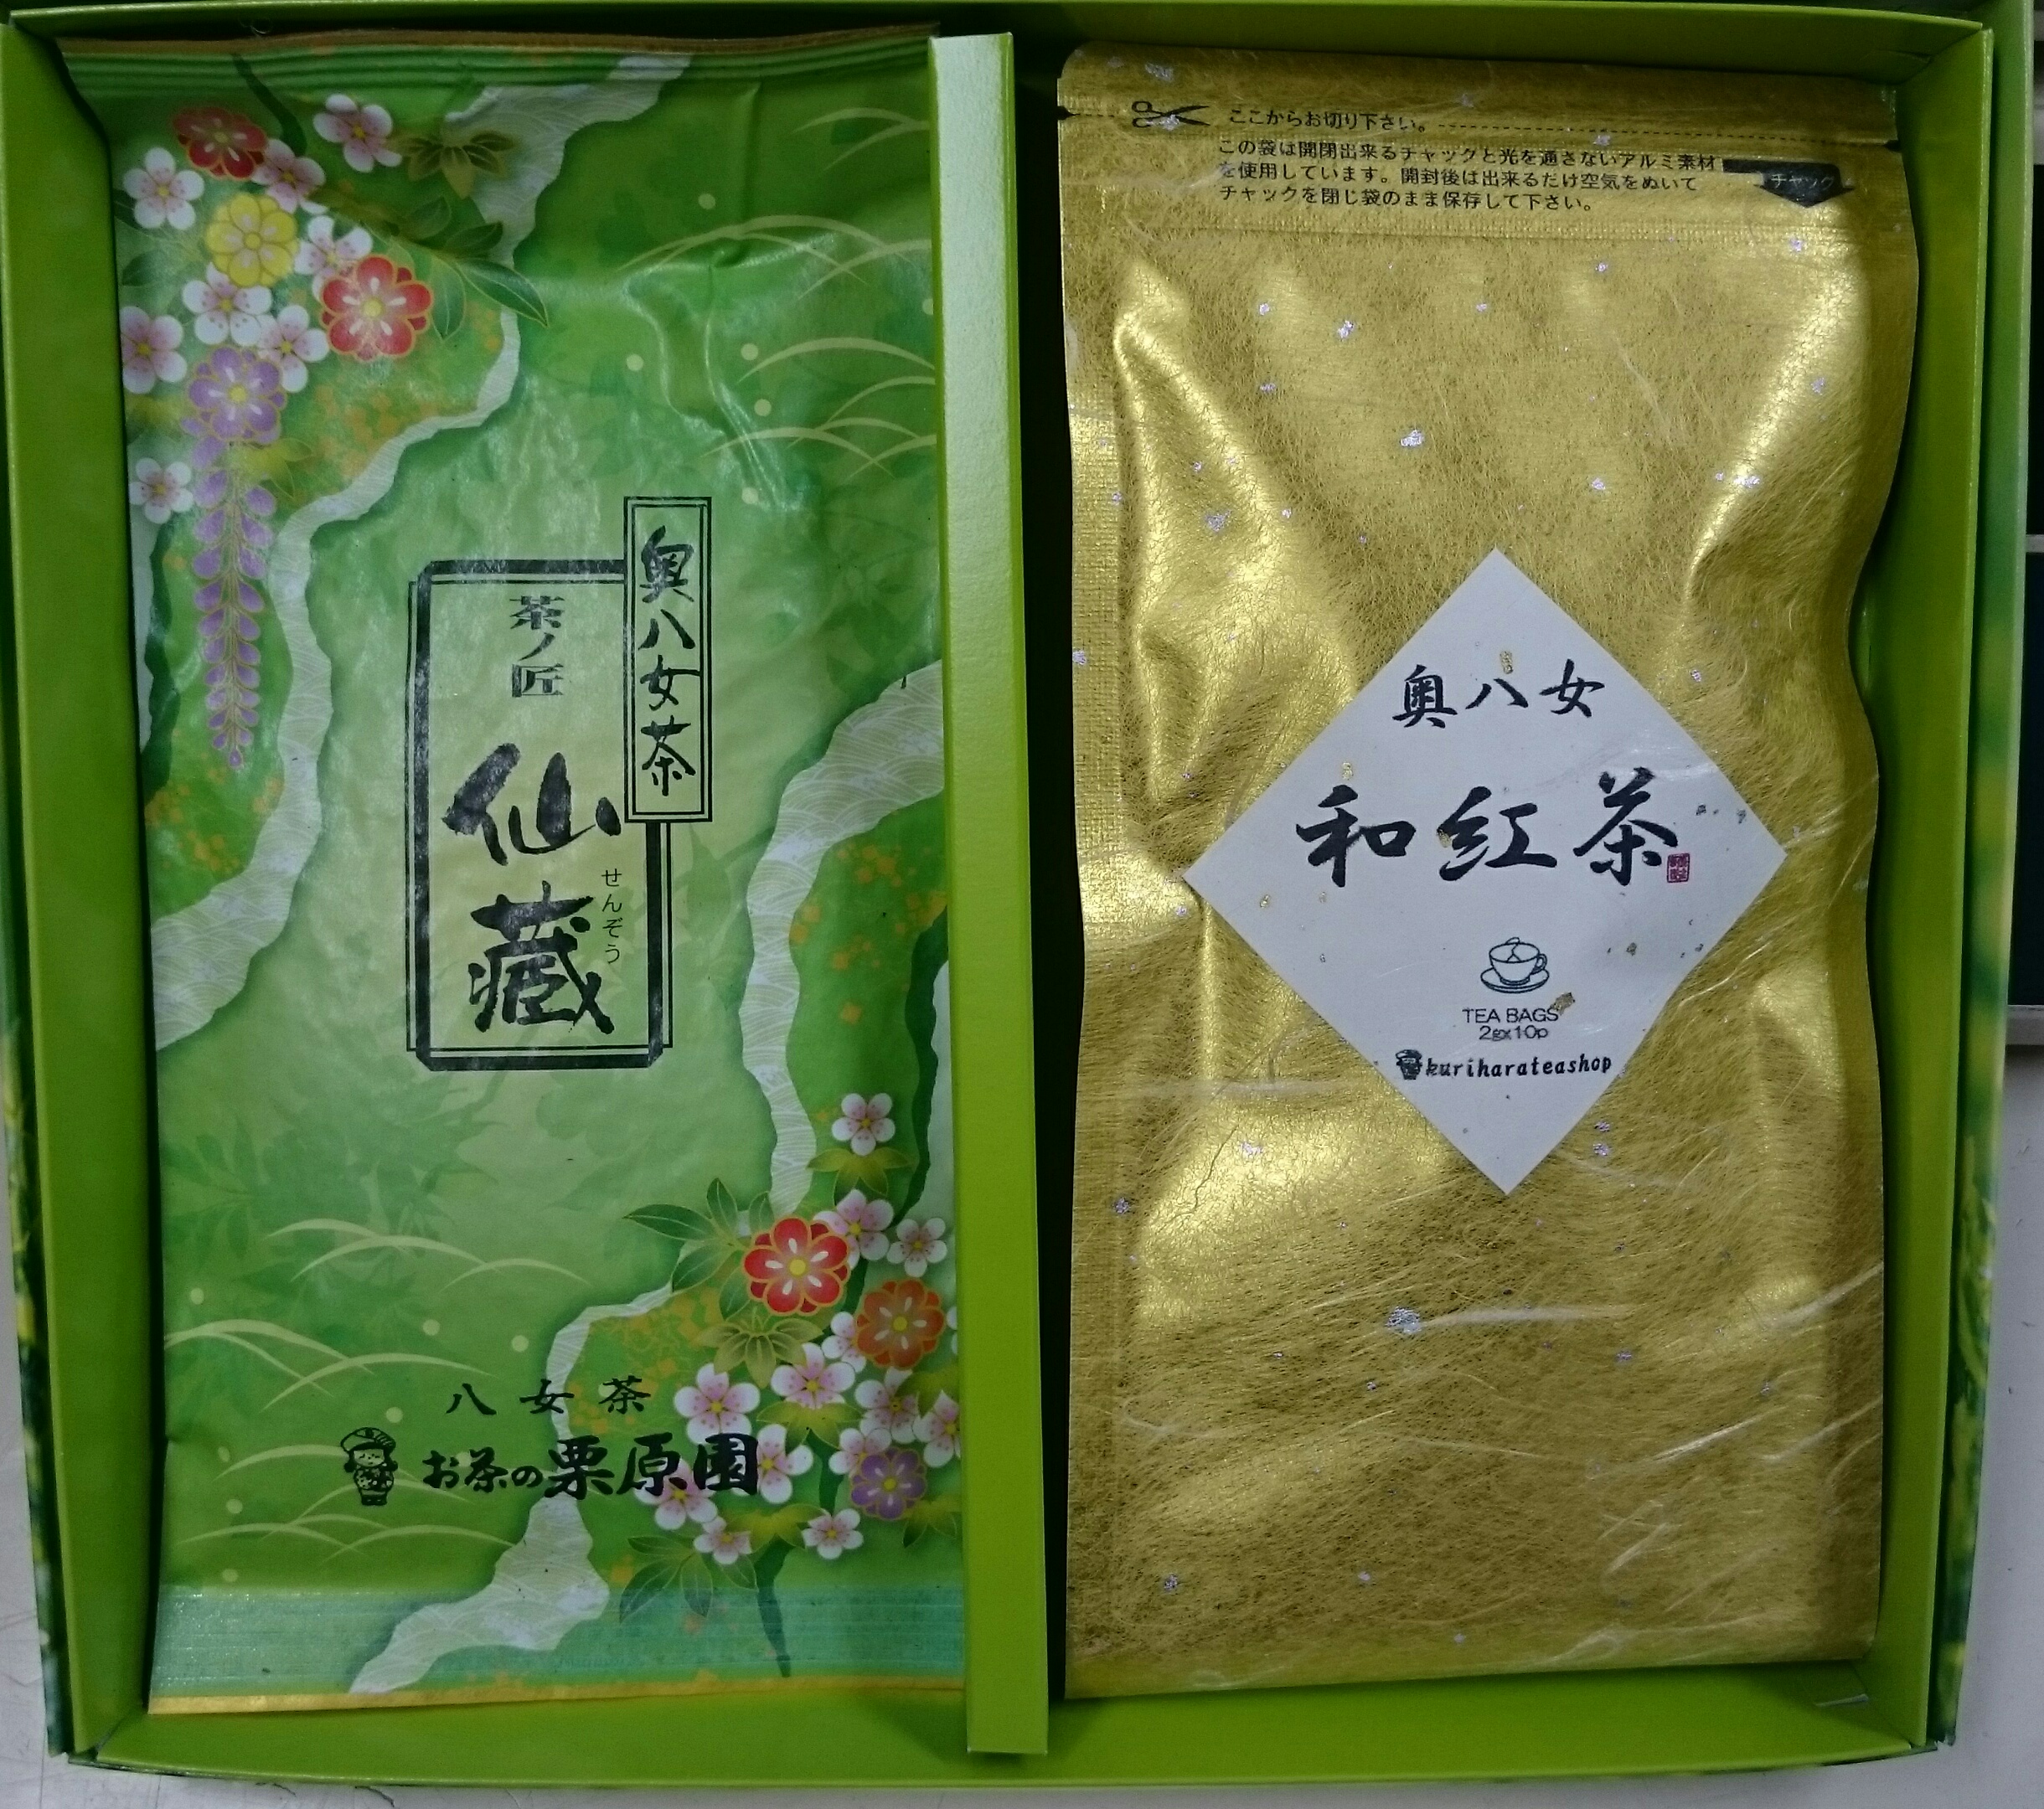 奥八女茶
茶ノ匠
仙藏
せんぞう
八女茶
お茶の栗原園
ここからお切り下さい。
この袋は開閉出来るチャックと光を通さないアルミ素材
を使用しています。開封後は出来るだけ空気をぬいて
チャックを閉じ袋のまま保存して下さい。
チャック
奥八女
和紅茶
TEA BAGS
2g×10p
kuriharateashop